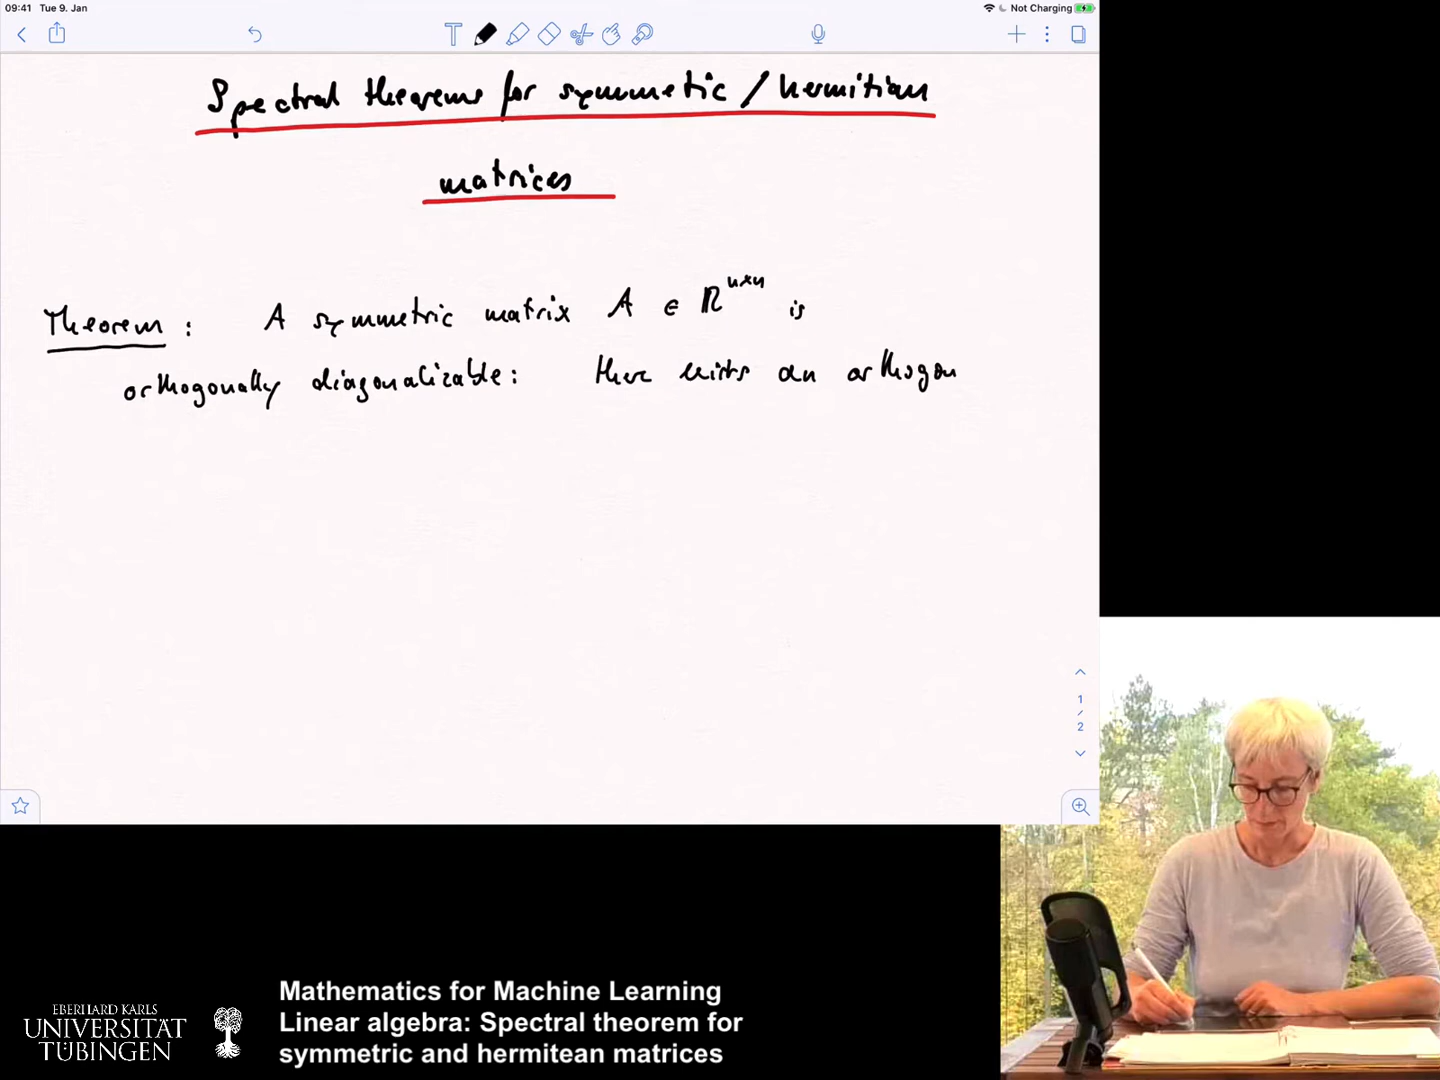 09:41 Tue 9. Jan
Not Charging
Spectral theorems for symmetric / hermitian
matrices
Theorem: A symmetric matrix A ∈ ℝⁿˣⁿ is
orthogonally diagonalizable: there exists an orthogon
1
/
2
EBERHARD KARLS
UNIVERSITÄT
TÜBINGEN
Mathematics for Machine Learning
Linear algebra: Spectral theorem for
symmetric and hermitean matrices